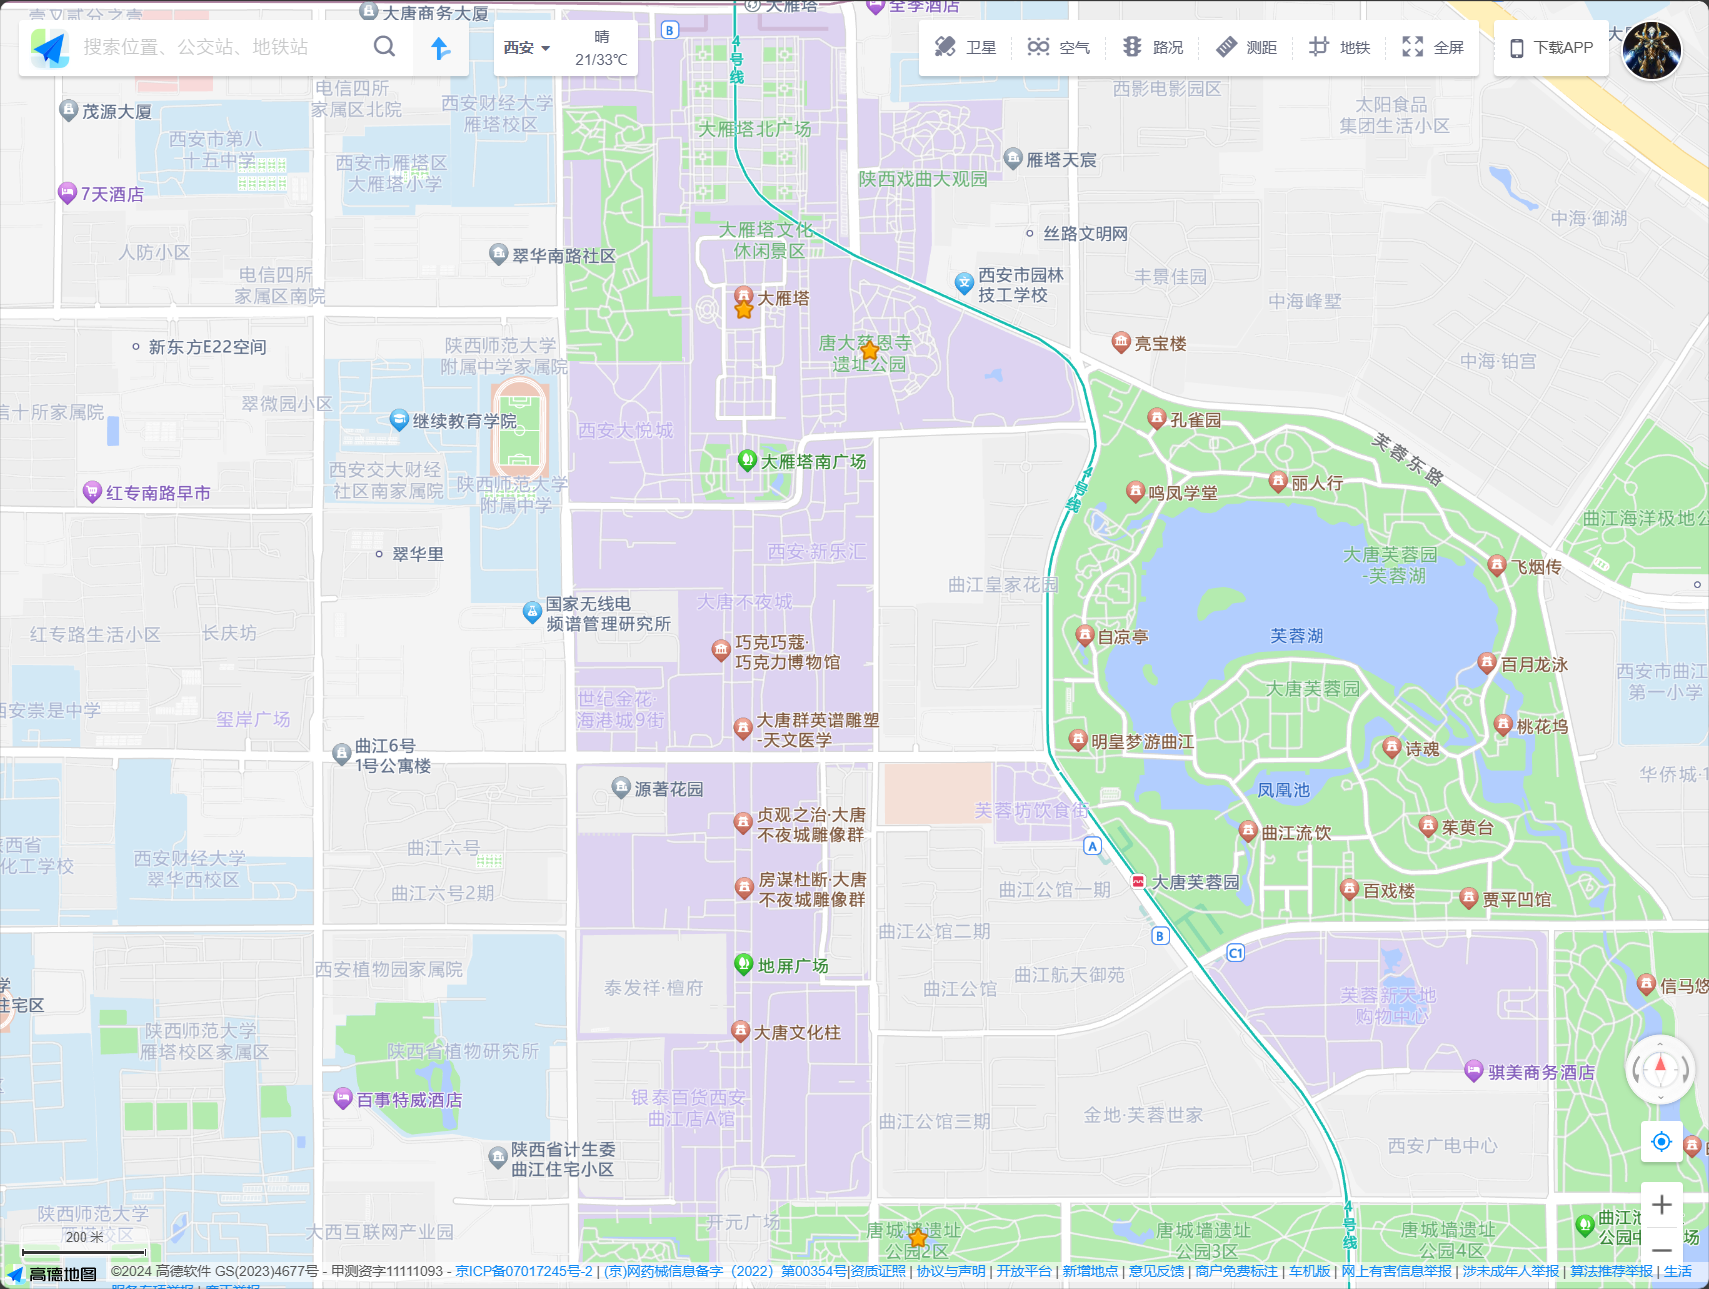 大唐商务大厦
大雁塔
全季酒店
搜索位置、公交站、地铁站
西安
晴
21/33℃
B
4号线
卫星
空气
路况
测距
地铁
全屏
下载APP
电信四所
家属区北院
西安财经大学
雁塔校区
西影电影园区
太阳食品
集团生活小区
茂源大厦
西安市第八
十五中学
西安市雁塔区
大雁塔小学
大雁塔北广场
雁塔天宸
陕西戏曲大观园
7天酒店
中海·御湖
人防小区
翠华南路社区
大雁塔文化
休闲景区
丝路文明网
电信四所
家属区南院
西安市园林
技工学校
丰景佳园
中海峰墅
大雁塔
新东方E22空间
陕西师范大学
附属中学家属院
唐大慈恩寺
遗址公园
亮宝楼
中海·铂宫
信十所家属院
翠微园小区
继续教育学院
西安大悦城
孔雀园
芙蓉东路
西安交大财经
社区南家属院
陕西师范大学
附属中学
大雁塔南广场
4号线
鸣凤学堂
丽人行
红专南路早市
曲江海洋极地公
翠华里
西安·新乐汇
曲江皇家花园
大唐芙蓉园
-芙蓉湖
飞烟传
国家无线电
频谱管理研究所
大唐不夜城
红专路生活小区
长庆坊
巧克巧蔻·
巧克力博物馆
自凉亭
芙蓉湖
百月龙泳
西安市曲江
第一小学
西安崇是中学
玺岸广场
世纪金花·
海港城9街
大唐群英谱雕塑
-天文医学
大唐芙蓉园
桃花坞
曲江6号
1号公寓楼
明皇梦游曲江
诗魂
华侨城·1
源著花园
贞观之治·大唐
不夜城雕像群
芙蓉坊饮食街
凤凰池
曲江流饮
茱萸台
陕西省
化工学校
西安财经大学
翠华西校区
曲江六号
曲江六号2期
A
房谋杜断·大唐
不夜城雕像群
曲江公馆一期
大唐芙蓉园
百戏楼
贾平凹馆
曲江公馆二期
B
C1
西安植物园家属院
地屏广场
泰发祥·檀府
曲江公馆
曲江航天御苑
芙蓉新天地
购物中心
信马悠
学
住宅区
陕西师范大学
雁塔校区家属区
陕西省植物研究所
大唐文化柱
骐美商务酒店
百事特威酒店
银泰百货西安
曲江店A馆
曲江公馆三期
金地·芙蓉世家
西安广电中心
陕西省计生委
曲江住宅小区
陕西师范大学
雁塔校区
大西互联网产业园
开元广场
唐城墙遗址
公园2区
唐城墙遗址
公园3区
4号线
唐城墙遗址
公园4区
曲江池
公园中
场
200 米
高德地图
©2024 高德软件 GS(2023)4677号 - 甲测资字11111093 - 京ICP备07017245号-2 | (京)网药械信息备字（2022）第00354号|资质证照 | 协议与声明 | 开放平台 | 新增地点 | 意见反馈 | 商户免费标注 | 车机版 | 网上有害信息举报 | 涉未成年人举报 | 算法推荐举报 | 生活